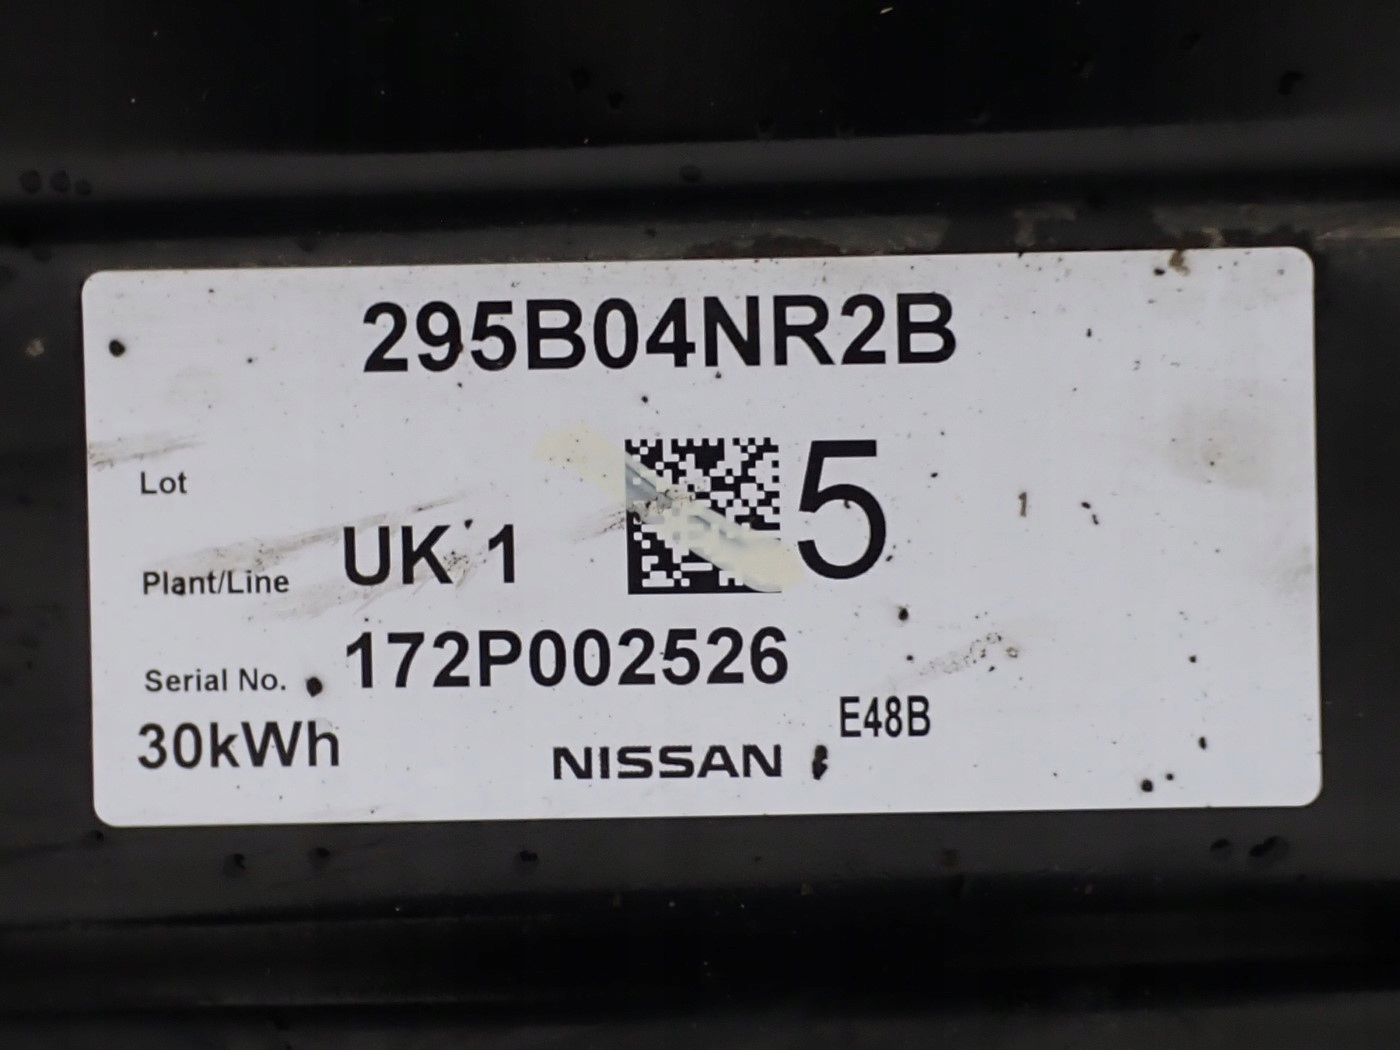 295B04NR2B
5
Lot
Plant/Line UK 1
Serial No. 172P002526
30kWh NISSAN E48B